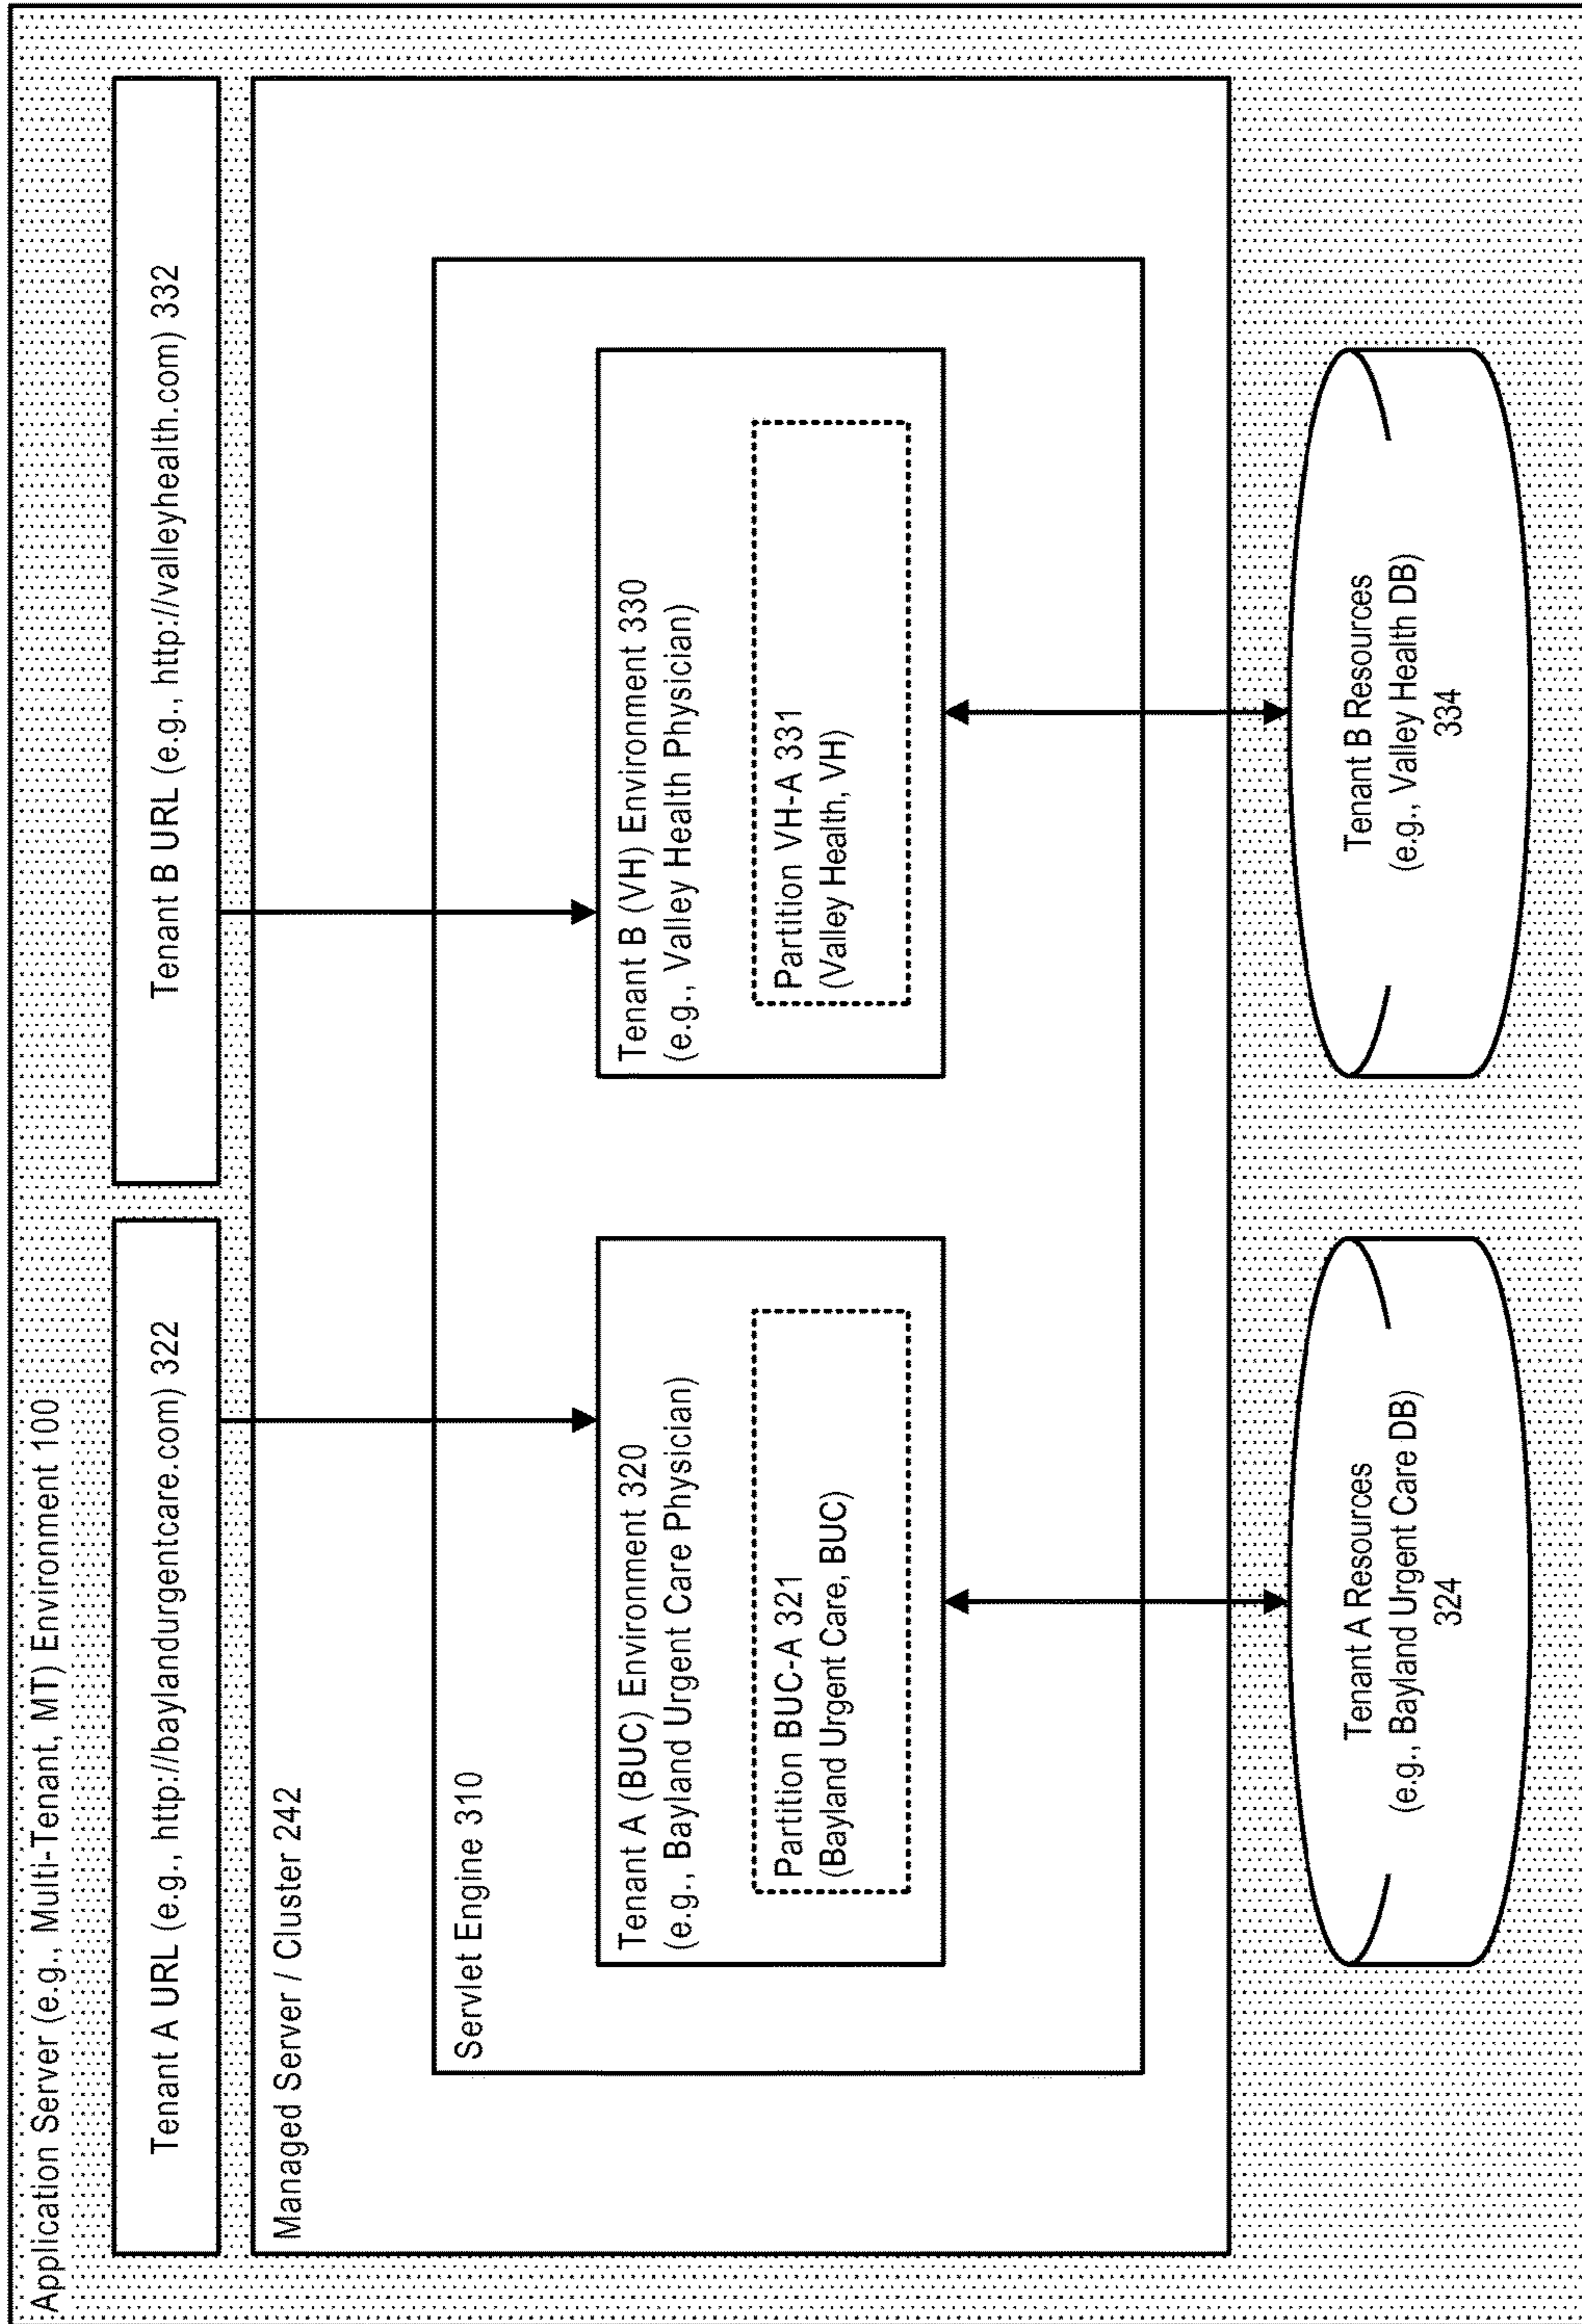 Application Server (e.g., Multi-Tenant, MT) Environment 100
Tenant A URL (e.g., http://baylandurgentcare.com) 322
Tenant B URL (e.g., http://valleyhealth.com) 332
Managed Server / Cluster 242
Servlet Engine 310
Tenant A (BUC) Environment 320
(e.g., Bayland Urgent Care Physician)
Partition BUC-A 321
(Bayland Urgent Care, BUC)
Tenant B (VH) Environment 330
(e.g., Valley Health Physician)
Partition VH-A 331
(Valley Health, VH)
Tenant A Resources
(e.g., Bayland Urgent Care DB)
324
Tenant B Resources
(e.g., Valley Health DB)
334